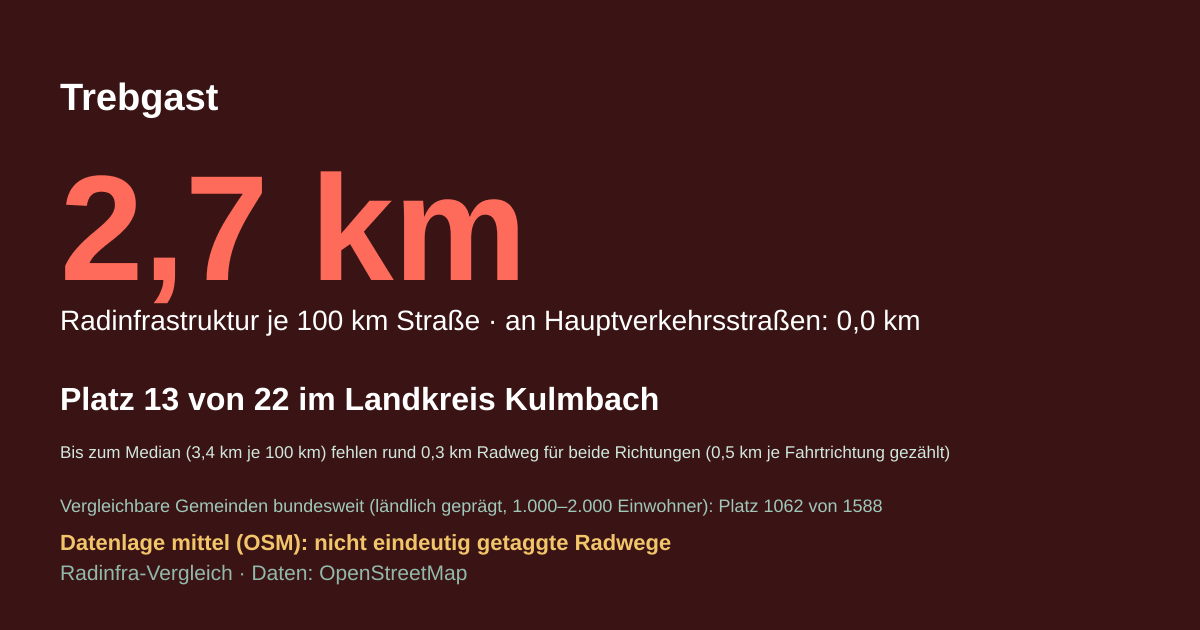 Trebgast
2,7 km
Radinfrastruktur je 100 km Straße · an Hauptverkehrsstraßen: 0,0 km
Platz 13 von 22 im Landkreis Kulmbach
Bis zum Median (3,4 km je 100 km) fehlen rund 0,3 km Radweg für beide Richtungen (0,5 km je Fahrtrichtung gezählt)
Vergleichbare Gemeinden bundesweit (ländlich geprägt, 1.000–2.000 Einwohner): Platz 1062 von 1588
Datenlage mittel (OSM): nicht eindeutig getaggte Radwege
Radinfra-Vergleich · Daten: OpenStreetMap